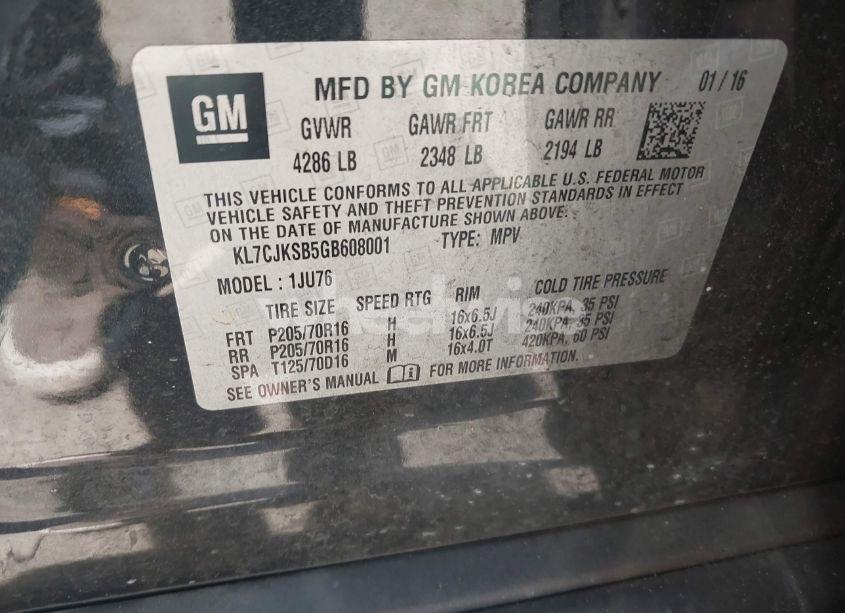 GM
MFD BY GM KOREA COMPANY 01/16
GVWR GAWR FRT GAWR RR
4286 LB 2348 LB 2194 LB
THIS VEHICLE CONFORMS TO ALL APPLICABLE U.S. FEDERAL MOTOR
VEHICLE SAFETY AND THEFT PREVENTION STANDARDS IN EFFECT
ON THE DATE OF MANUFACTURE SHOWN ABOVE.
KL7CJKSB5GB608001 TYPE: MPV
MODEL : 1JU76
TIRE SIZE SPEED RTG RIM COLD TIRE PRESSURE
FRT P205/70R16 H 16x6.5J 240KPA, 35 PSI
RR P205/70R16 H 16x6.5J 240KPA, 35 PSI
SPA T125/70D16 M 16x4.0T 420KPA, 60 PSI
SEE OWNER'S MANUAL FOR MORE INFORMATION.